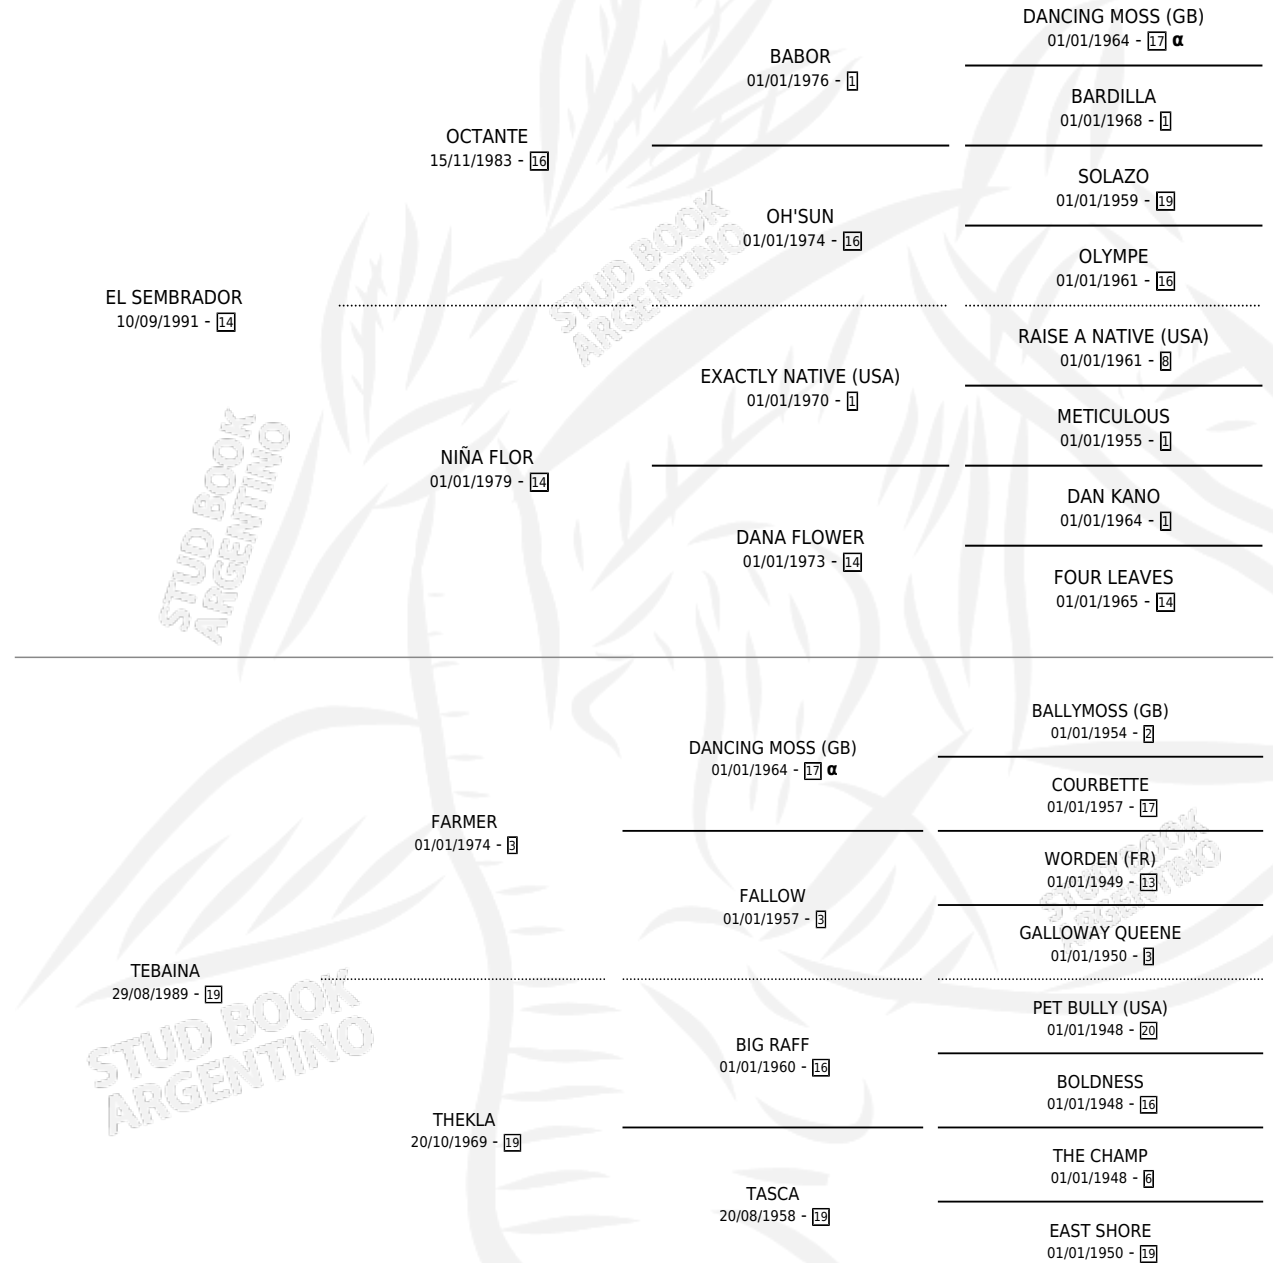 DANCING MOSS (GB)
01/01/1964 - 17 α
BABOR
01/01/1976 - 1
BARDILLA
01/01/1968 - 1
OCTANTE
15/11/1983 - 16
SOLAZO
01/01/1959 - 19
OH'SUN
01/01/1974 - 16
OLYMPE
01/01/1961 - 16
EL SEMBRADOR
10/09/1991 - 14
RAISE A NATIVE (USA)
01/01/1961 - 8
EXACTLY NATIVE (USA)
01/01/1970 - 1
METICULOUS
01/01/1955 - 1
NIÑA FLOR
01/01/1979 - 14
DAN KANO
01/01/1964 - 1
DANA FLOWER
01/01/1973 - 14
FOUR LEAVES
01/01/1965 - 14
BALLYMOSS (GB)
01/01/1954 - 2
DANCING MOSS (GB)
01/01/1964 - 17 α
COURBETTE
01/01/1957 - 17
FARMER
01/01/1974 - 3
WORDEN (FR)
01/01/1949 - 13
FALLOW
01/01/1957 - 3
GALLOWAY QUEENE
01/01/1950 - 3
TEBAINA
29/08/1989 - 19
PET BULLY (USA)
01/01/1948 - 20
BIG RAFF
01/01/1960 - 16
BOLDNESS
01/01/1948 - 16
THEKLA
20/10/1969 - 19
THE CHAMP
01/01/1948 - 6
TASCA
20/08/1958 - 19
EAST SHORE
01/01/1950 - 19
STUD BOOK
ARGENTINO
STUD BOOK
ARGENTINO
STUD BOOK
ARGENTINO
STUD BOOK
ARGENTINO